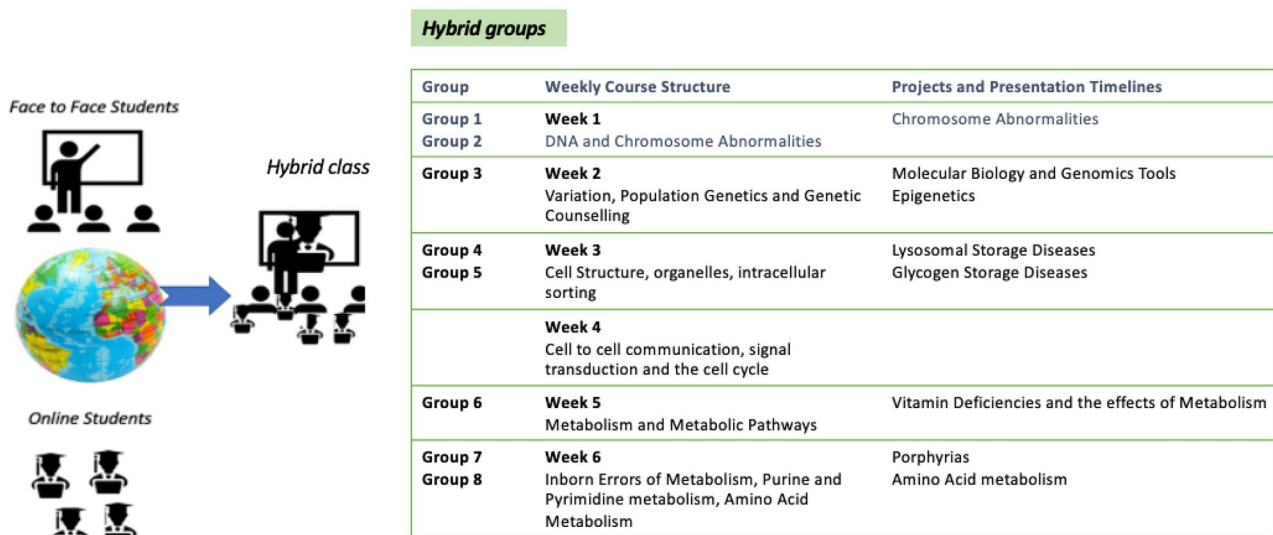 Hybrid groups
Face to Face Students
Hybrid class
Online Students
Group Weekly Course Structure Projects and Presentation Timelines
Group 1 Week 1 Chromosome Abnormalities
Group 2 DNA and Chromosome Abnormalities
Group 3 Week 2 Molecular Biology and Genomics Tools
Variation, Population Genetics and Genetic Epigenetics
Counselling
Group 4 Week 3 Lysosomal Storage Diseases
Group 5 Cell Structure, organelles, intracellular Glycogen Storage Diseases
sorting
Week 4
Cell to cell communication, signal
transduction and the cell cycle
Group 6 Week 5 Vitamin Deficiencies and the effects of Metabolism
Metabolism and Metabolic Pathways
Group 7 Week 6 Porphyrias
Group 8 Inborn Errors of Metabolism, Purine and Amino Acid metabolism
Pyrimidine metabolism, Amino Acid
Metabolism